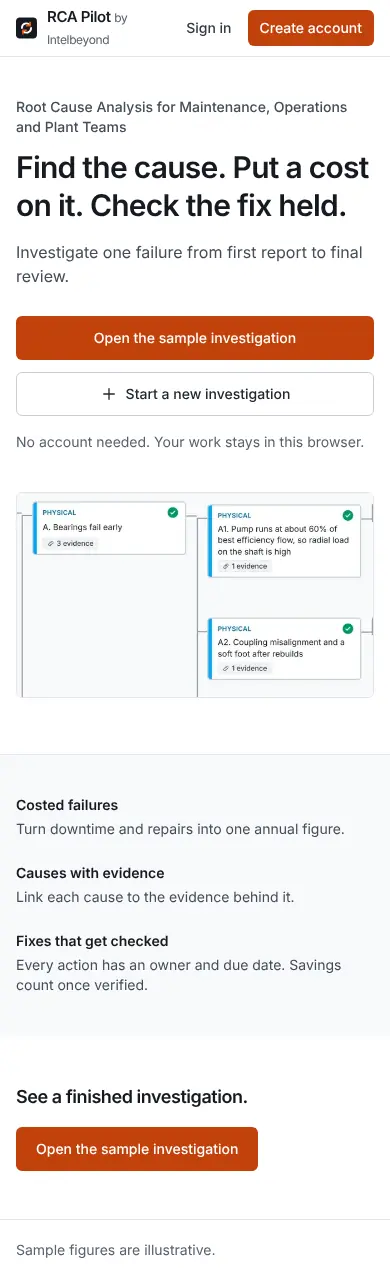 RCA Pilot by
Intelbeyond
Sign in
Create account
Root Cause Analysis for Maintenance, Operations
and Plant Teams
Find the cause. Put a cost
on it. Check the fix held.
Investigate one failure from first report to final
review.
Open the sample investigation
Start a new investigation
No account needed. Your work stays in this browser.
PHYSICAL
A. Bearings fail early
3 evidence
PHYSICAL
A1. Pump runs at about 60% of
best efficiency flow, so radial load
on the shaft is high
1 evidence
PHYSICAL
A2. Coupling misalignment and a
soft foot after rebuilds
1 evidence
Costed failures
Turn downtime and repairs into one annual figure.
Causes with evidence
Link each cause to the evidence behind it.
Fixes that get checked
Every action has an owner and due date. Savings
count once verified.
See a finished investigation.
Open the sample investigation
Sample figures are illustrative.